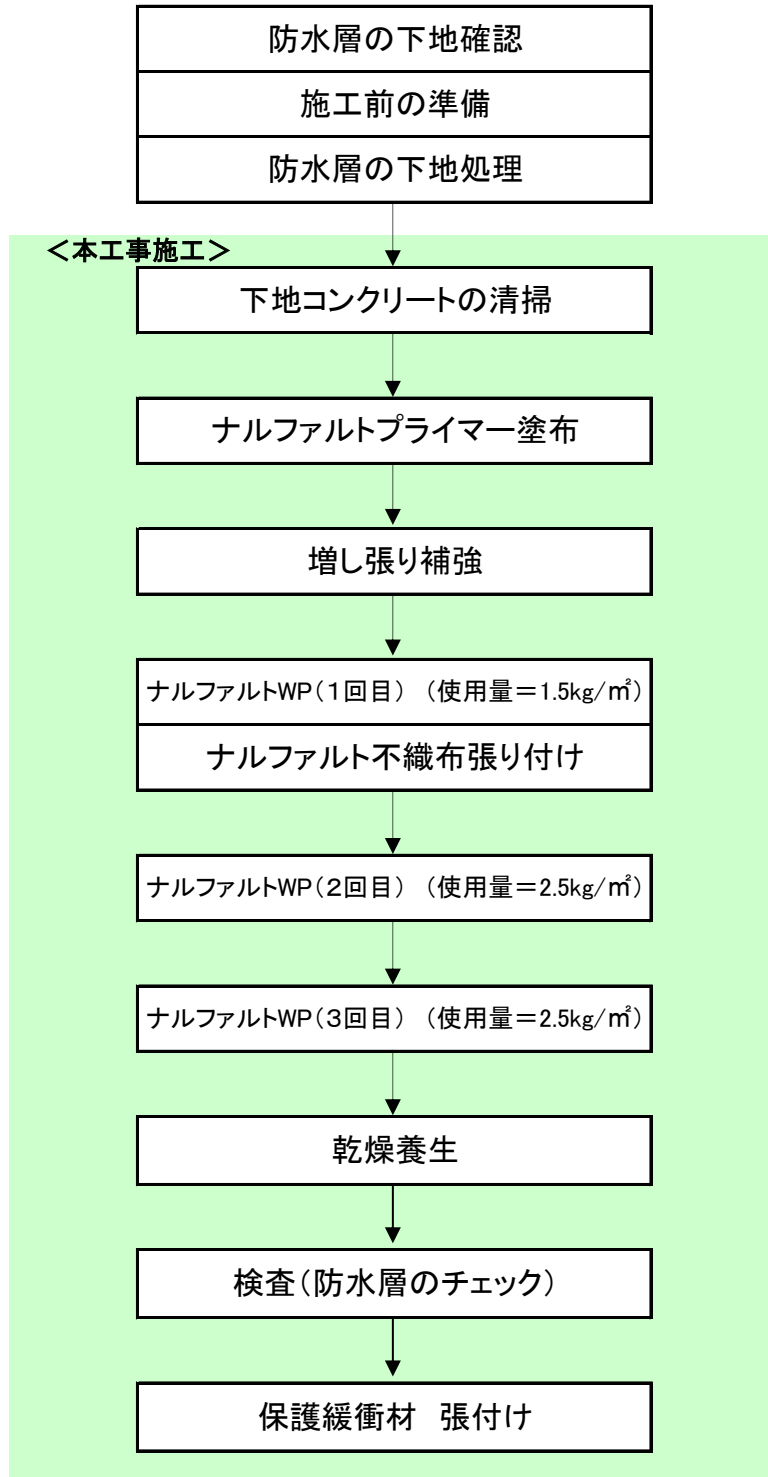 防水層の下地確認
施工前の準備
防水層の下地処理
＜本工事施工＞
下地コンクリートの清掃
ナルファルトプライマー塗布
増し張り補強
ナルファルトWP（１回目）　（使用量＝1.5kg/㎡）
ナルファルト不織布張り付け
ナルファルトWP（２回目）　（使用量＝2.5kg/㎡）
ナルファルトWP（３回目）　（使用量＝2.5kg/㎡）
乾燥養生
検査（防水層のチェック）
保護緩衝材　張付け